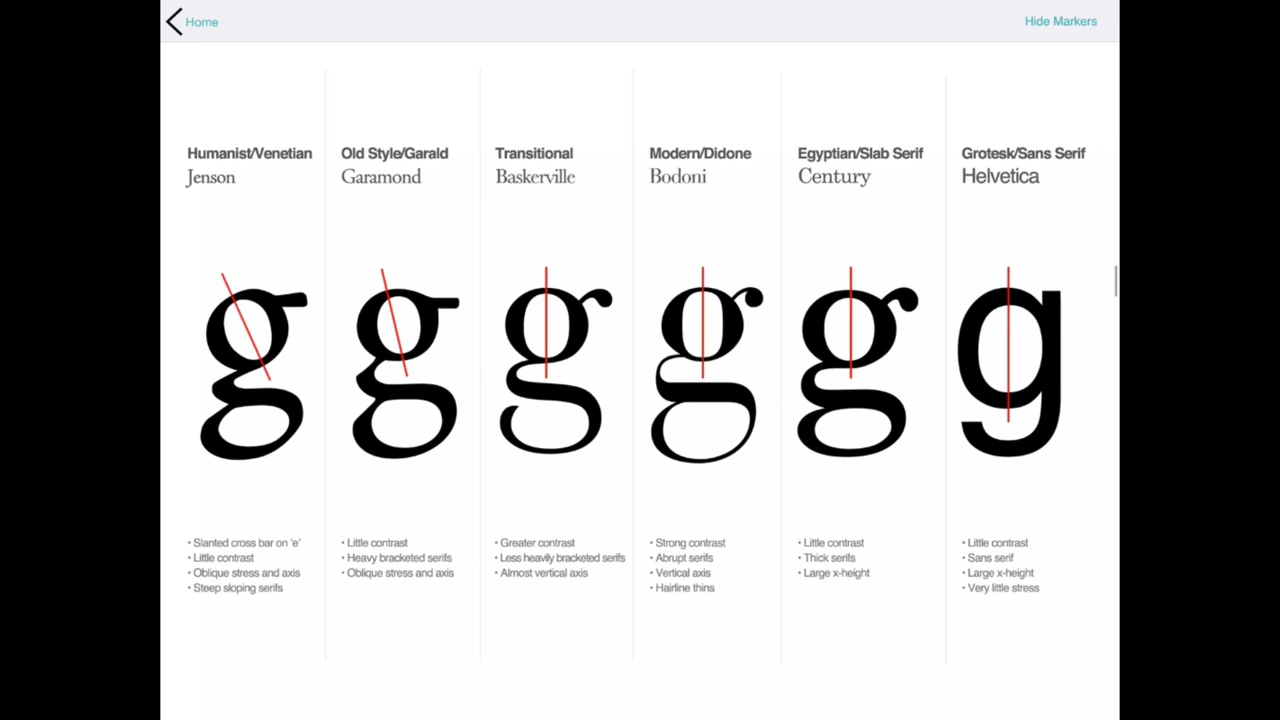 Home
Hide Markers
Humanist/Venetian
Jenson
Old Style/Garald
Garamond
Transitional
Baskerville
Modern/Didone
Bodoni
Egyptian/Slab Serif
Century
Grotesk/Sans Serif
Helvetica
g
g
g
g
g
g
• Slanted cross bar on ‘e’
• Little contrast
• Oblique stress and axis
• Steep sloping serifs
• Little contrast
• Heavy bracketed serifs
• Oblique stress and axis
• Greater contrast
• Less heavily bracketed serifs
• Almost vertical axis
• Strong contrast
• Abrupt serifs
• Vertical axis
• Hairline thins
• Little contrast
• Thick serifs
• Large x-height
• Little contrast
• Sans serif
• Large x-height
• Very little stress